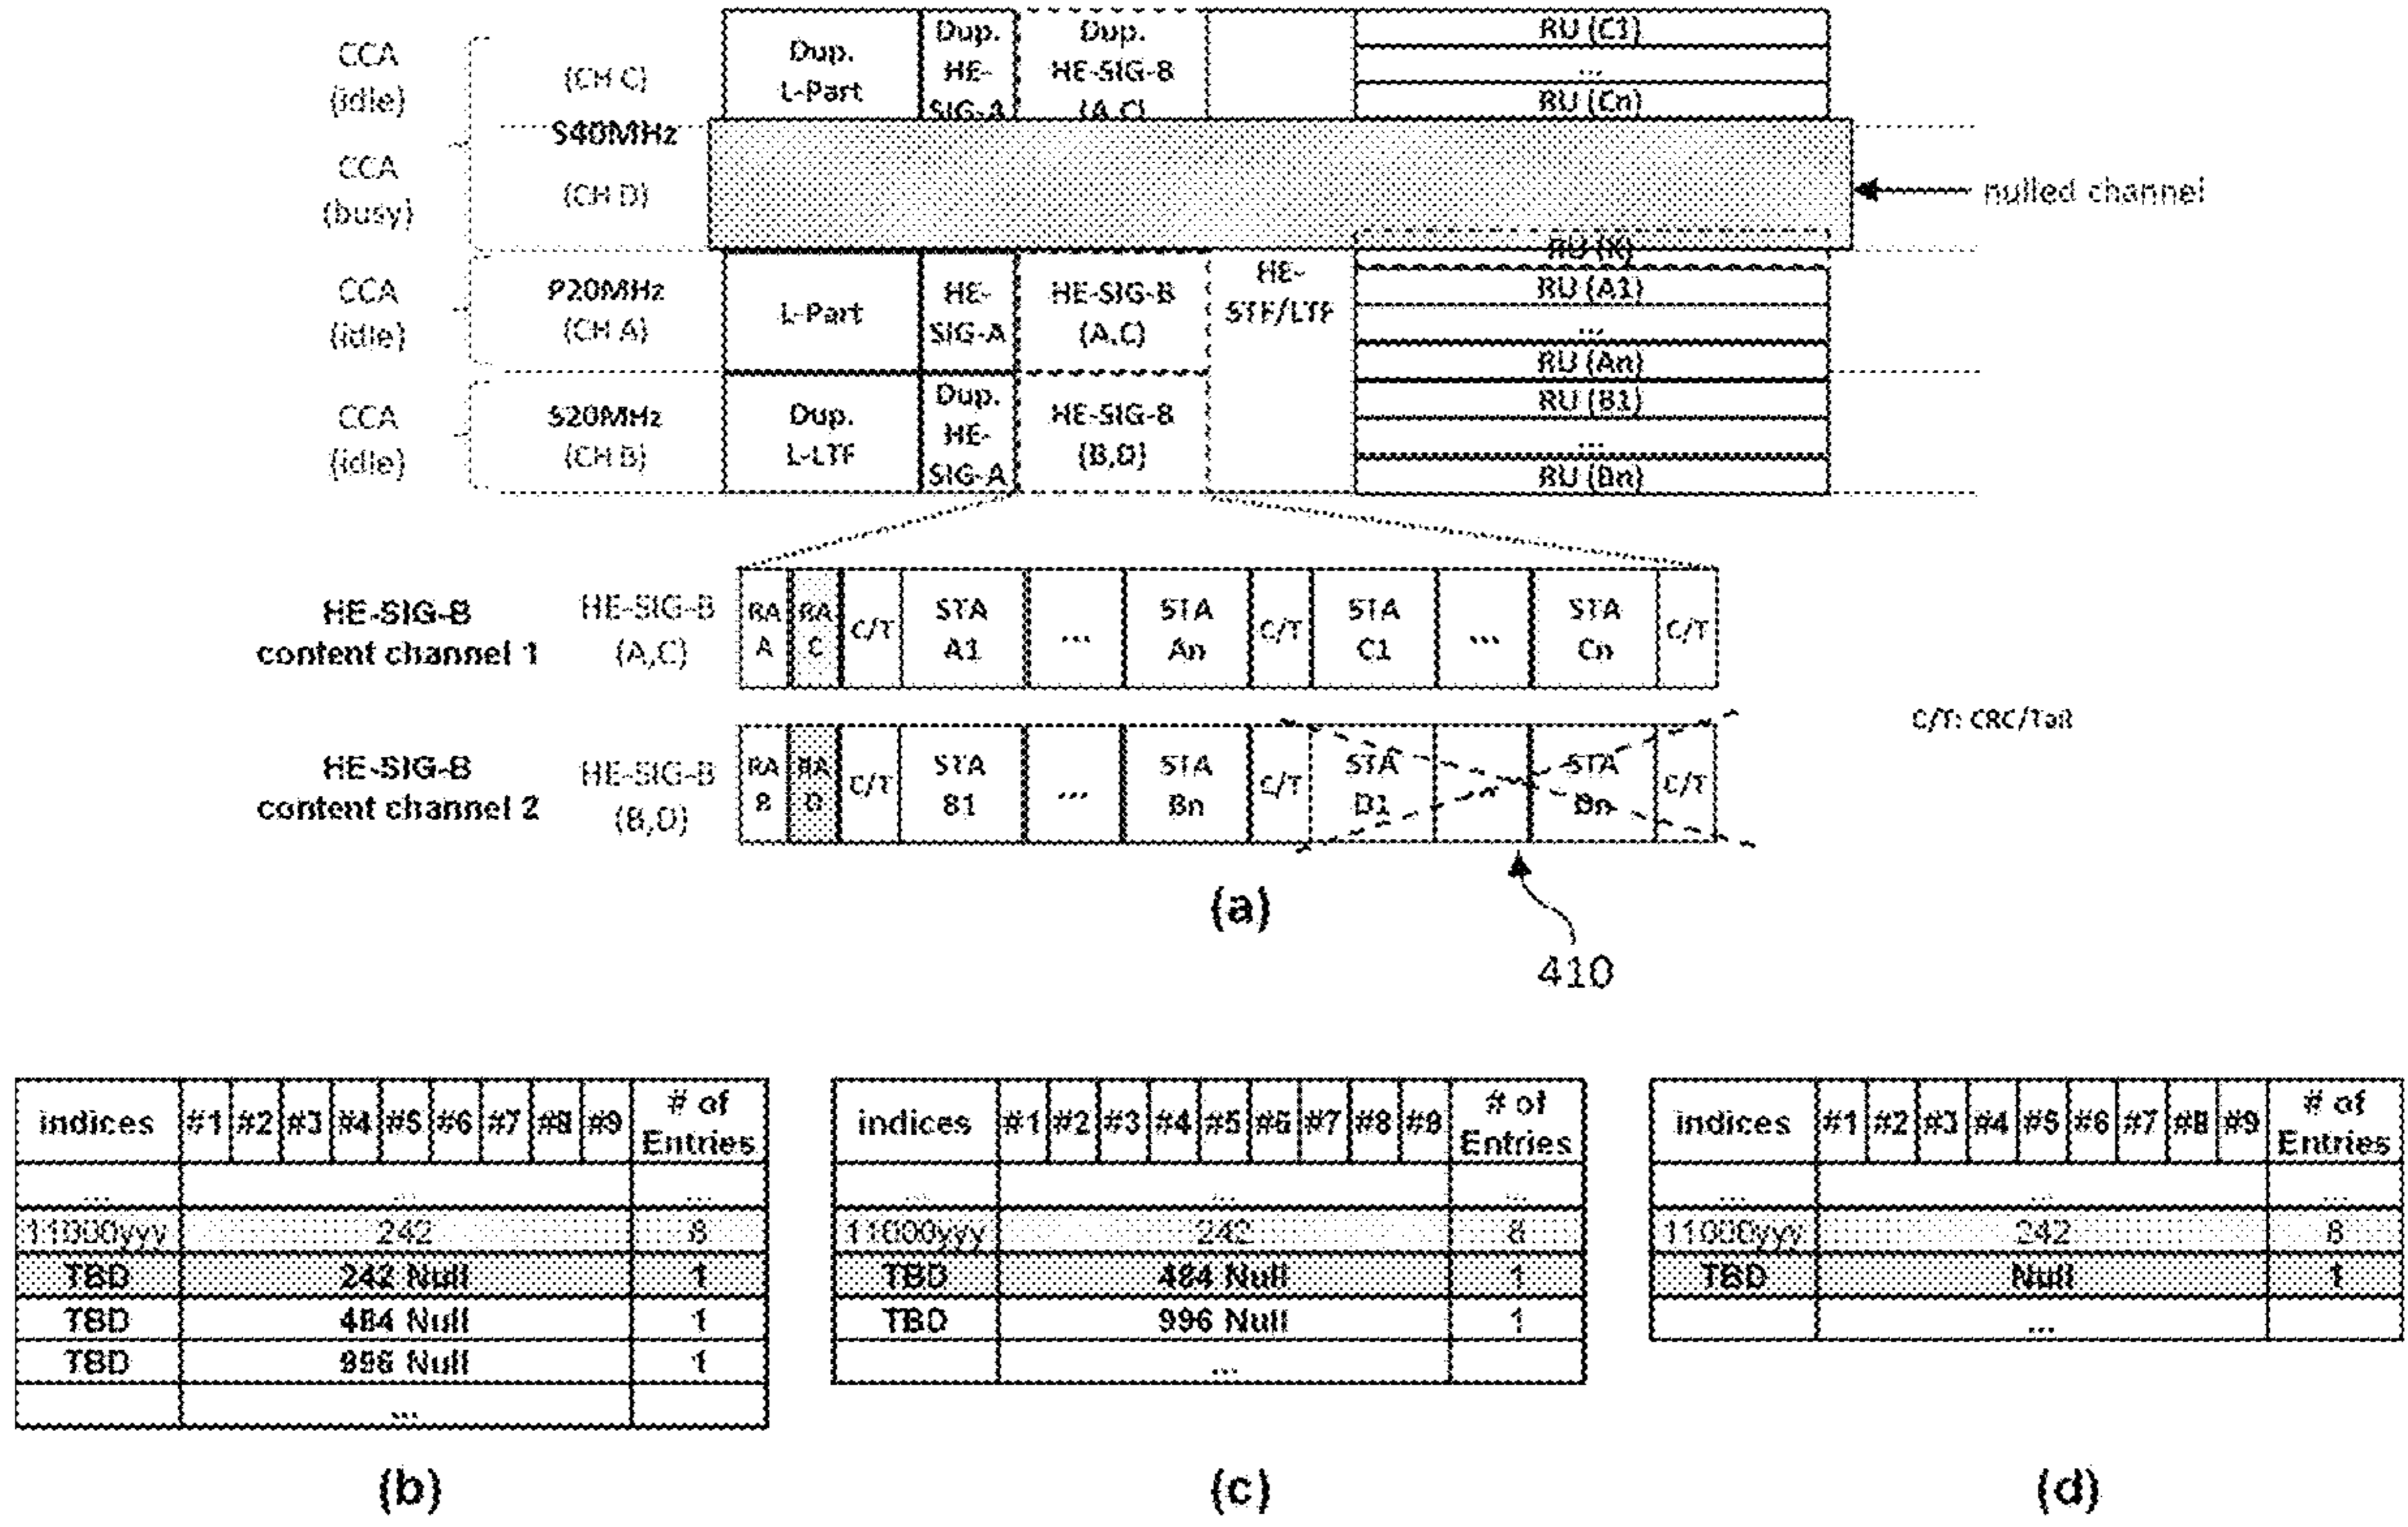 CCA
(idle)
(CH C)
Dup.
L-Part
Dup.
HE-
SIG-A
Dup.
HE-SIG-B
(A,C)
RU (C1)
...
RU (Cn)
S40MHz
CCA
(busy)
(CH D)
nulled channel
CCA
(idle)
P20MHz
(CH A)
L-Part
HE-
SIG-A
HE-SIG-B
(A,C)
HE-
STF/LTF
RU (X)
RU (A1)
...
RU (An)
CCA
(idle)
S20MHz
(CH B)
Dup.
L-LTF
Dup.
HE-
SIG-A
HE-SIG-B
(B,D)
RU (B1)
...
RU (Bn)
HE-SIG-B
content channel 1
HE-SIG-B
(A,C)
RA
A
RA
C
C/T
STA
A1
...
STA
An
C/T
STA
C1
...
STA
Cn
C/T
HE-SIG-B
content channel 2
HE-SIG-B
(B,D)
RA
B
RA
D
C/T
STA
B1
...
STA
Bn
C/T
STA
D1
...
STA
Dn
C/T
C/T: CRC/Tail
(a)
410
indices #1 #2 #3 #4 #5 #6 #7 #8 #9 # of Entries
... ... ...
11000yyy 242 8
TBD 242 Null 1
TBD 484 Null 1
TBD 996 Null 1
...
(b)
indices #1 #2 #3 #4 #5 #6 #7 #8 #9 # of Entries
... ... ...
11000yyy 242 8
TBD 484 Null 1
TBD 996 Null 1
...
(c)
indices #1 #2 #3 #4 #5 #6 #7 #8 #9 # of Entries
... ... ...
11000yyy 242 8
TBD Null 1
...
(d)